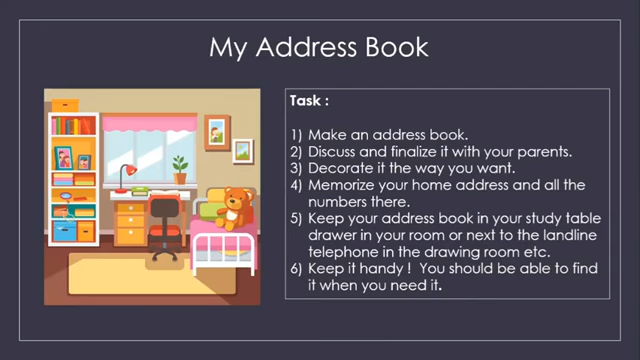 My Address Book
Task :
1) Make an address book.
2) Discuss and finalize it with your parents.
3) Decorate it the way you want.
4) Memorize your home address and all the
numbers there.
5) Keep your address book in your study table
drawer in your room or next to the landline
telephone in the drawing room etc.
6) Keep it handy ! You should be able to find
it when you need it.